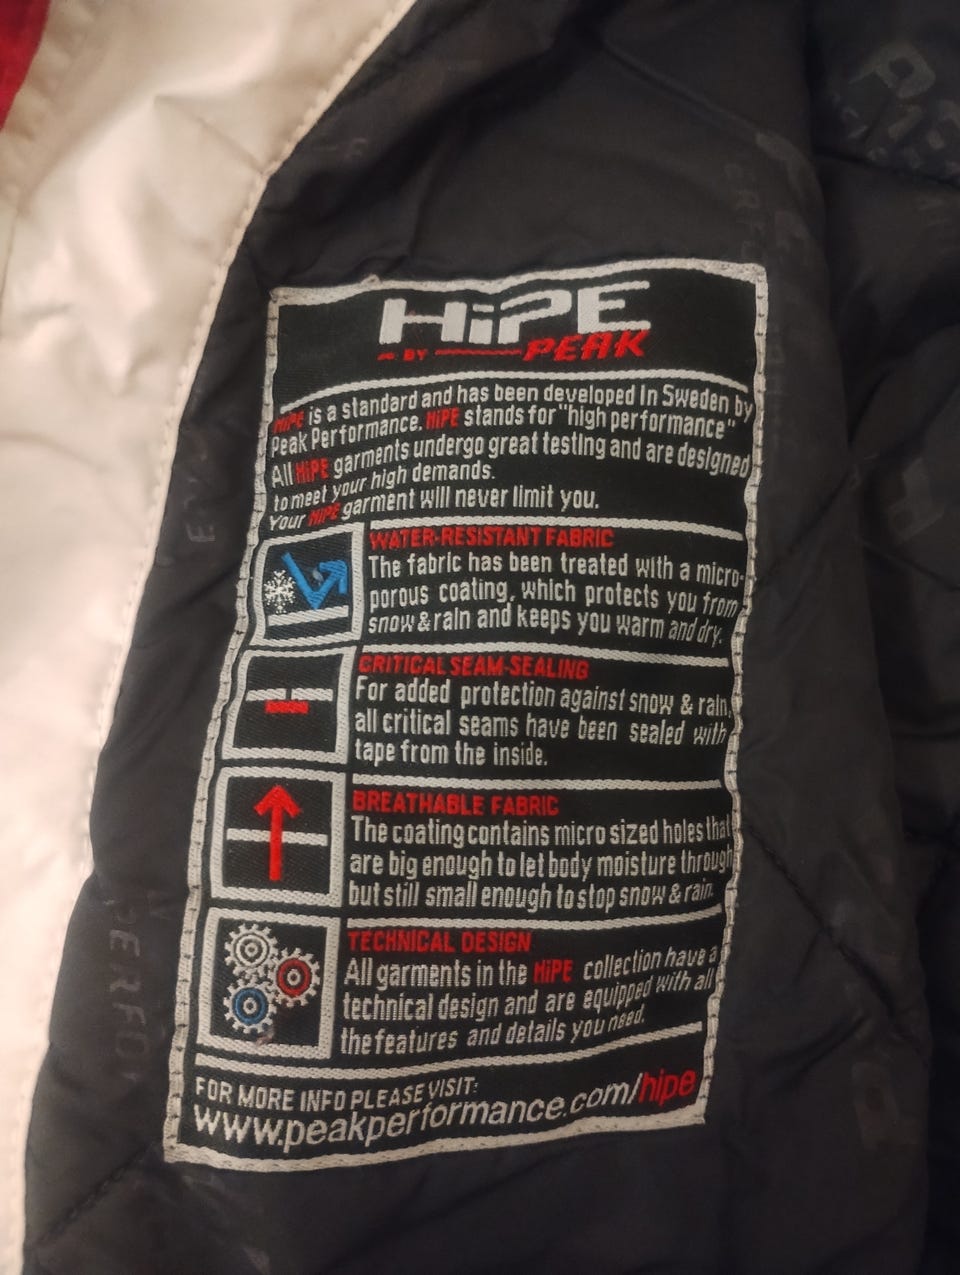 HiPE
BY PEAK
HiPE is a standard and has been developed in Sweden by
Peak Performance. HiPE stands for "high performance"
All HiPE garments undergo great testing and are designed
to meet your high demands.
Your HiPE garment will never limit you.
WATER-RESISTANT FABRIC
The fabric has been treated with a micro-
porous coating, which protects you from
snow & rain and keeps you warm and dry.
CRITICAL SEAM-SEALING
For added protection against snow & rain,
all critical seams have been sealed with
tape from the inside.
BREATHABLE FABRIC
The coating contains micro sized holes that
are big enough to let body moisture through
but still small enough to stop snow & rain.
TECHNICAL DESIGN
All garments in the HiPE collection have a
technical design and are equipped with all
the features and details you need.
FOR MORE INFO PLEASE VISIT:
www.peakperformance.com/hipe